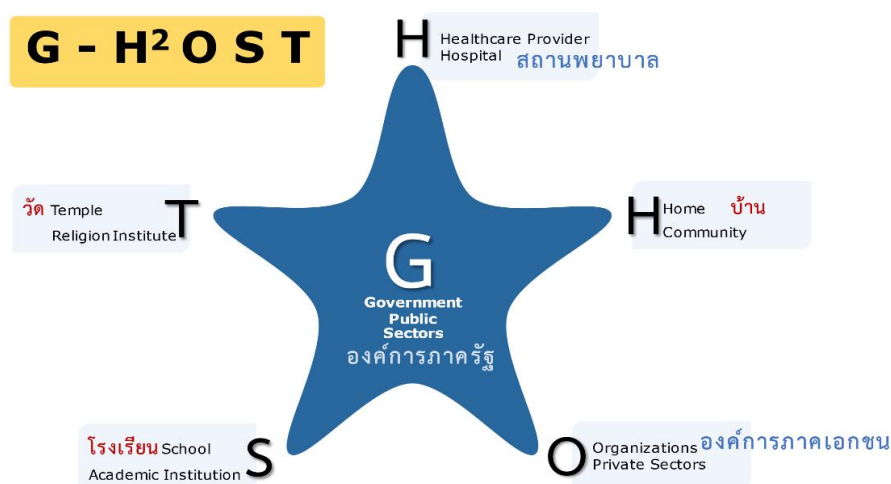 G - H² O S T
H Healthcare Provider
Hospital สถานพยาบาล
วัด Temple T
Religion Institute
H Home บ้าน
Community
G
Government
Public
Sectors
องค์การภาครัฐ
โรงเรียน School S
Academic Institution
O Organizations องค์การภาคเอกชน
Private Sectors